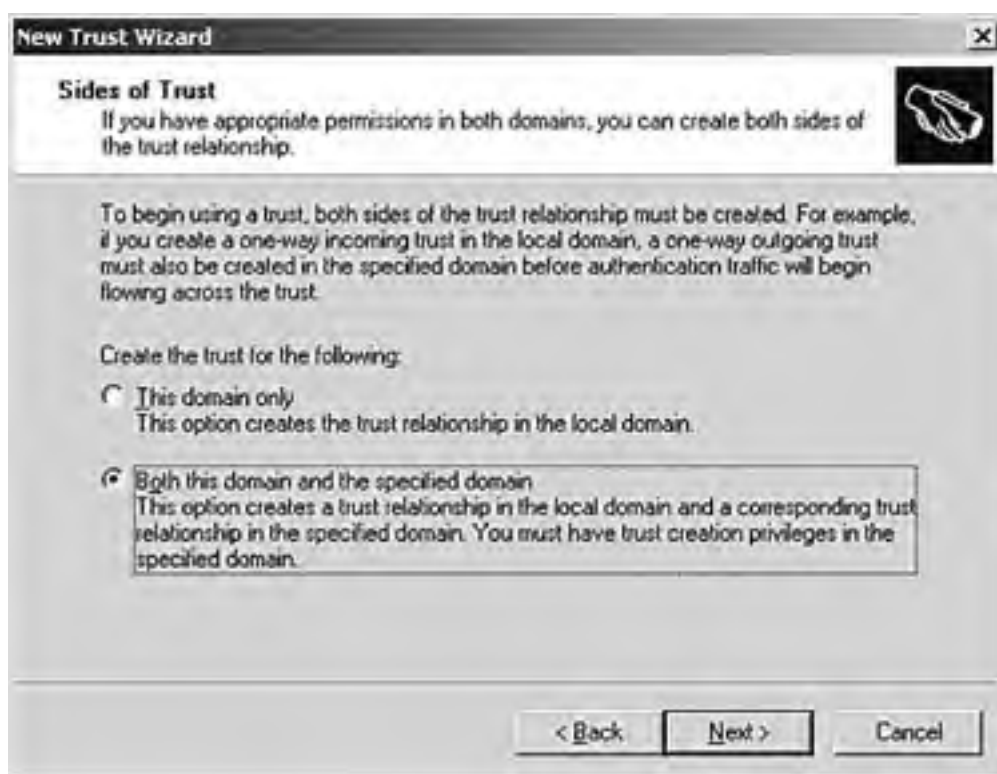 New Trust Wizard
Sides of Trust
If you have appropriate permissions in both domains, you can create both sides of
the trust relationship.
To begin using a trust, both sides of the trust relationship must be created. For example,
if you create a one-way incoming trust in the local domain, a one-way outgoing trust
must also be created in the specified domain before authentication traffic will begin
flowing across the trust.
Create the trust for the following:
This domain only
This option creates the trust relationship in the local domain.
Both this domain and the specified domain
This option creates a trust relationship in the local domain and a corresponding trust
relationship in the specified domain. You must have trust creation privileges in the
specified domain.
< Back
Next >
Cancel